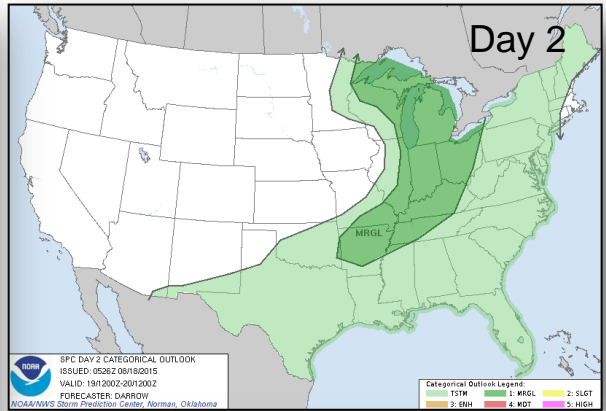 Day 2
MRGL
NOAA
SPC DAY 2 CATEGORICAL OUTLOOK
ISSUED: 0526Z 08/18/2015
VALID: 19/1200Z-20/1200Z
FORECASTER: DARROW
NOAA/NWS Storm Prediction Center, Norman, Oklahoma
Categorical Outlook Legend:
TSTM 1: MRGL 2: SLGT
3: ENH 4: MDT 5: HIGH